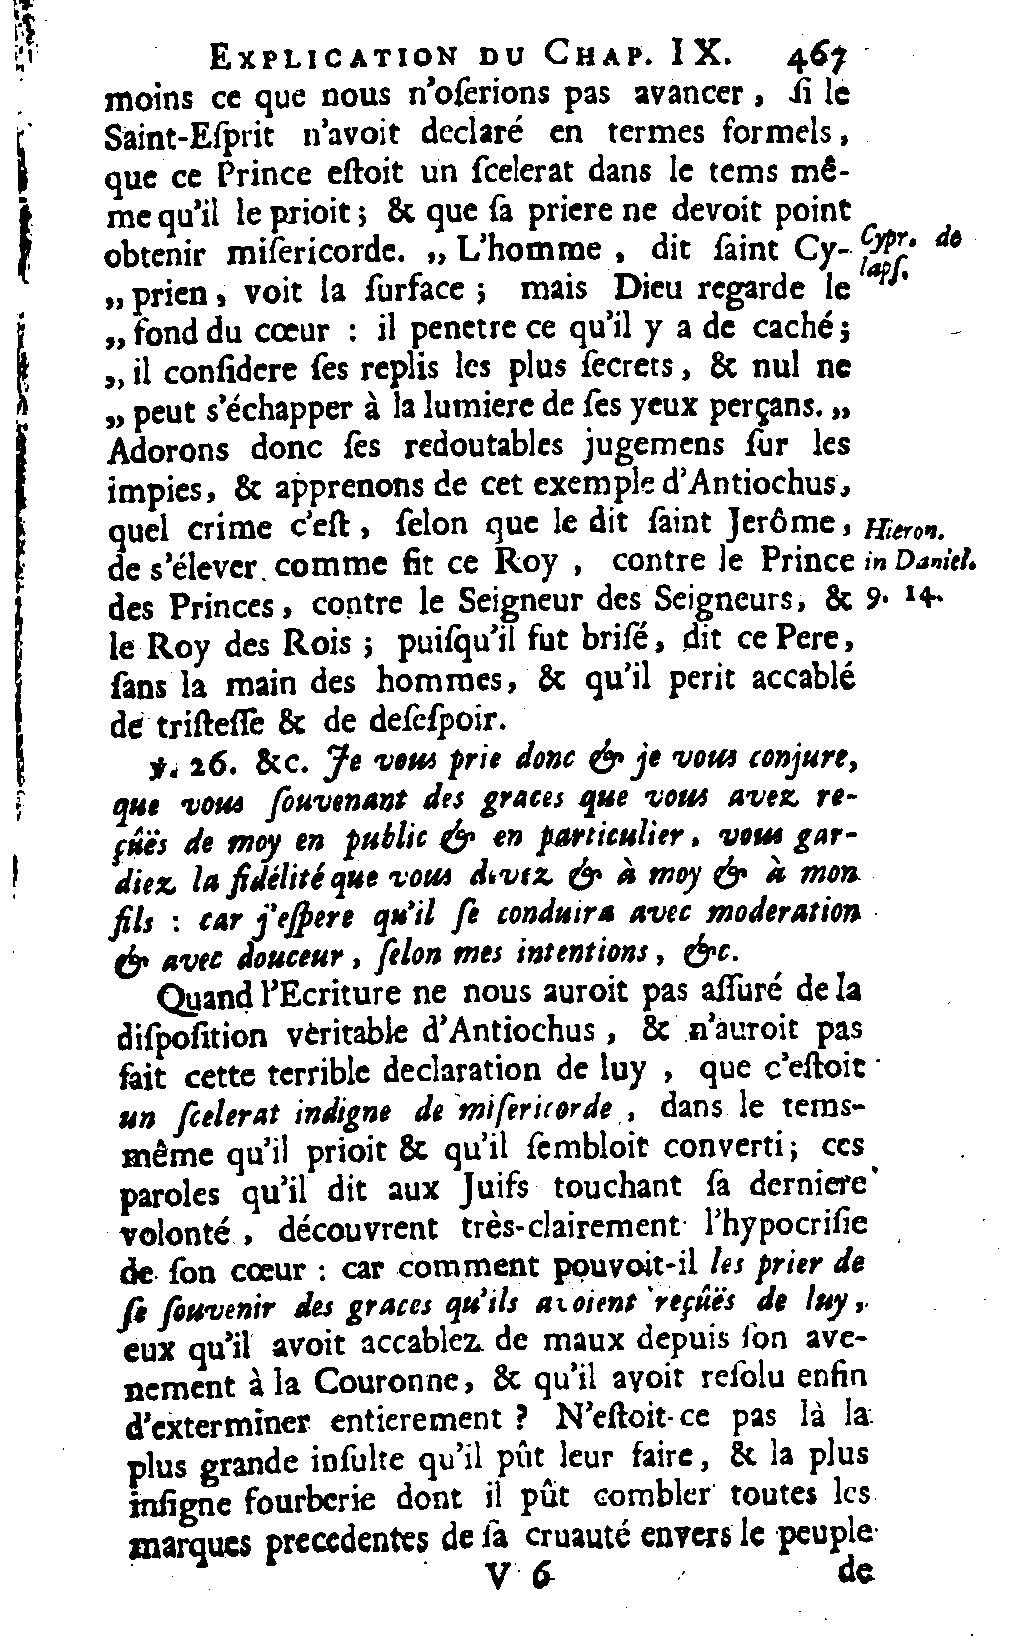 EXPLICATION DU CHAP. IX. 467
moins ce que nous n'oſerions pas avancer, ſi le
Saint-Eſprit n'avoit declaré en termes formels,
que ce Prince eſtoit un ſcelerat dans le tems mê-
me qu'il le prioit; & que ſa priere ne devoit point
obtenir miſericorde. „ L'homme, dit ſaint Cy- Cypr. de
„ prien, voit la ſurface; mais Dieu regarde le lapſ.
„ fond du cœur : il penetre ce qu'il y a de caché;
„ il conſidere ſes replis les plus ſecrets, & nul ne
„ peut s'échapper à la lumiere de ſes yeux perçans. „
Adorons donc ſes redoutables jugemens ſur les
impies, & apprenons de cet exemple d'Antiochus,
quel crime c'eſt, ſelon que le dit ſaint Jerôme, Hieron.
de s'élever comme fit ce Roy, contre le Prince in Daniel.
des Princes, contre le Seigneur des Seigneurs, & 9. 14.
le Roy des Rois; puiſqu'il fut briſé, dit ce Pere,
ſans la main des hommes, & qu'il perit accablé
de triſteſſe & de deſeſpoir.
℣. 26. &c. Je vous prie donc & je vous conjure,
que vous ſouvenant des graces que vous avez re-
çûës de moy en public & en particulier, vous gar-
diez la fidélité que vous devez & à moy & à mon
fils : car j'eſpere qu'il ſe conduira avec moderation
& avec douceur, ſelon mes intentions, &c.
Quand l'Ecriture ne nous auroit pas aſſuré de la
diſpoſition veritable d'Antiochus, & n'auroit pas
fait cette terrible declaration de luy, que c'eſtoit
un ſcelerat indigne de miſericorde, dans le tems-
même qu'il prioit & qu'il ſembloit converti; ces
paroles qu'il dit aux Juifs touchant ſa derniere
volonté, découvrent très-clairement l'hypocriſie
de ſon cœur : car comment pouvoit-il les prier de
ſe ſouvenir des graces qu'ils avoient reçûës de luy,
eux qu'il avoit accablez de maux depuis ſon ave-
nement à la Couronne, & qu'il avoit reſolu enfin
d'exterminer entierement ? N'eſtoit-ce pas là la
plus grande inſulte qu'il pût leur faire, & la plus
inſigne fourberie dont il pût combler toutes les
marques precedentes de ſa cruauté envers le peuple
V 6 de